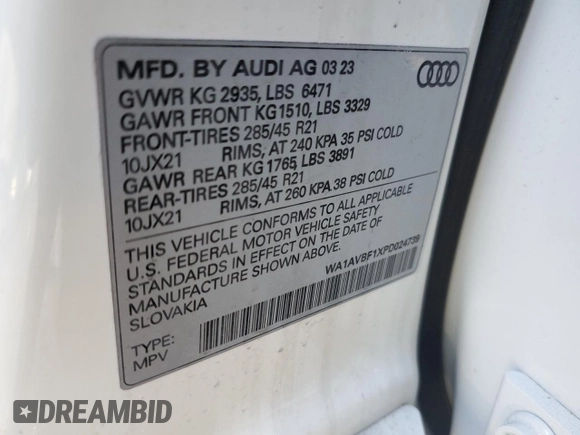 MFD. BY AUDI AG 03 23
GVWR KG 2935, LBS 6471
GAWR FRONT KG1510, LBS 3329
FRONT-TIRES 285/45 R21
10JX21 RIMS, AT 240 KPA 35 PSI COLD
GAWR REAR KG1765, LBS 3891
REAR-TIRES 285/45 R21
10JX21 RIMS, AT 260 KPA 38 PSI COLD
THIS VEHICLE CONFORMS TO ALL APPLICABLE
U.S. FEDERAL MOTOR VEHICLE SAFETY
STANDARDS IN EFFECT ON THE DATE OF
MANUFACTURE SHOWN ABOVE.
SLOVAKIA
WA1AVBF1XPD024739
TYPE:
MPV
DREAMBID